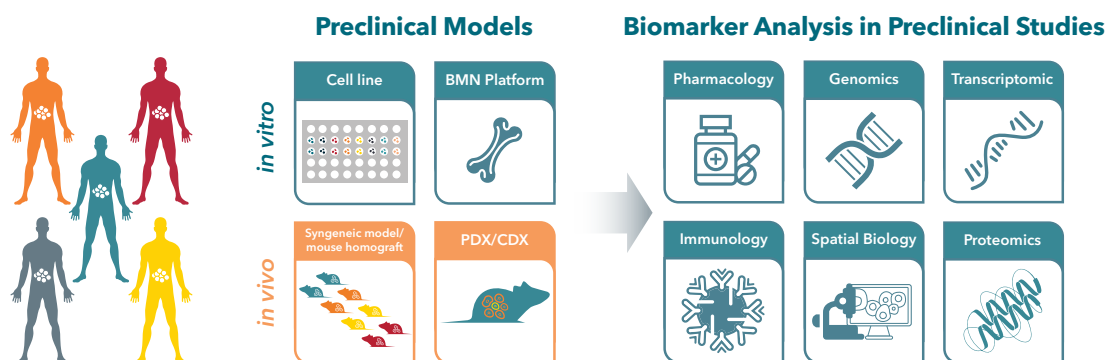 Preclinical Models
Biomarker Analysis in Preclinical Studies
in vitro
Cell line
BMN Platform
Pharmacology
Genomics
Transcriptomic
in vivo
Syngeneic model/
mouse homograft
PDX/CDX
Immunology
Spatial Biology
Proteomics